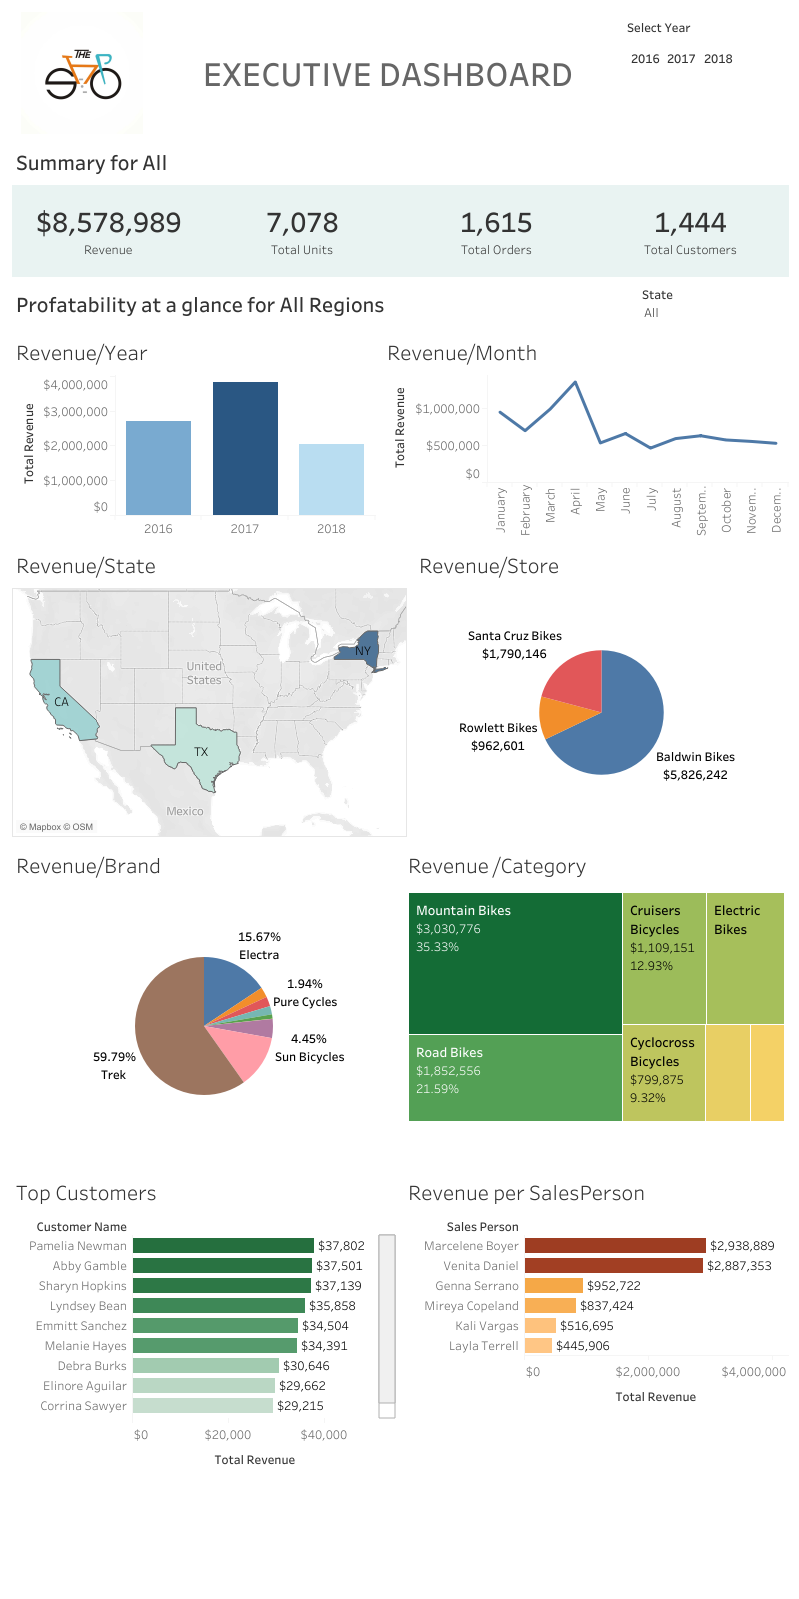 THE
EXECUTIVE DASHBOARD
Select Year
2016 2017 2018
Summary for All
$8,578,989
Revenue
7,078
Total Units
1,615
Total Orders
1,444
Total Customers
Profatability at a glance for All Regions
State
All
Revenue/Year
Total Revenue
$4,000,000
$3,000,000
$2,000,000
$1,000,000
$0
2016
2017
2018
Revenue/Month
Total Revenue
$1,000,000
$500,000
$0
January
February
March
April
May
June
July
August
Septem..
October
Novem..
Decem..
Revenue/State
United
States
NY
CA
TX
Mexico
© Mapbox © OSM
Revenue/Store
Santa Cruz Bikes
$1,790,146
Rowlett Bikes
$962,601
Baldwin Bikes
$5,826,242
Revenue/Brand
15.67%
Electra
1.94%
Pure Cycles
4.45%
Sun Bicycles
59.79%
Trek
Revenue /Category
Mountain Bikes
$3,030,776
35.33%
Cruisers
Bicycles
$1,109,151
12.93%
Electric
Bikes
Road Bikes
$1,852,556
21.59%
Cyclocross
Bicycles
$799,875
9.32%
Top Customers
Customer Name
Pamelia Newman $37,802
Abby Gamble $37,501
Sharyn Hopkins $37,139
Lyndsey Bean $35,858
Emmitt Sanchez $34,504
Melanie Hayes $34,391
Debra Burks $30,646
Elinore Aguilar $29,662
Corrina Sawyer $29,215
$0 $20,000 $40,000
Total Revenue
Revenue per SalesPerson
Sales Person
Marcelene Boyer $2,938,889
Venita Daniel $2,887,353
Genna Serrano $952,722
Mireya Copeland $837,424
Kali Vargas $516,695
Layla Terrell $445,906
$0 $2,000,000 $4,000,000
Total Revenue